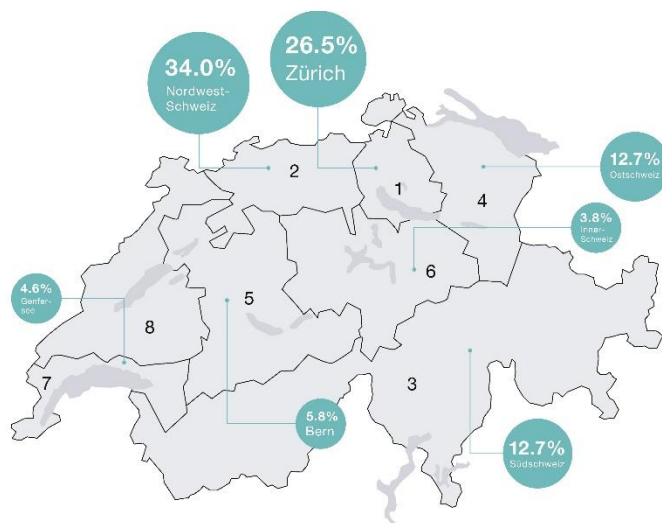 34.0%
Nordwest-
Schweiz
26.5%
Zürich
2
1
12.7%
Ostschweiz
4
3.8%
Inner-
Schweiz
6
4.6%
Genfer-
see
5
8
7
3
5.8%
Bern
12.7%
Südschweiz